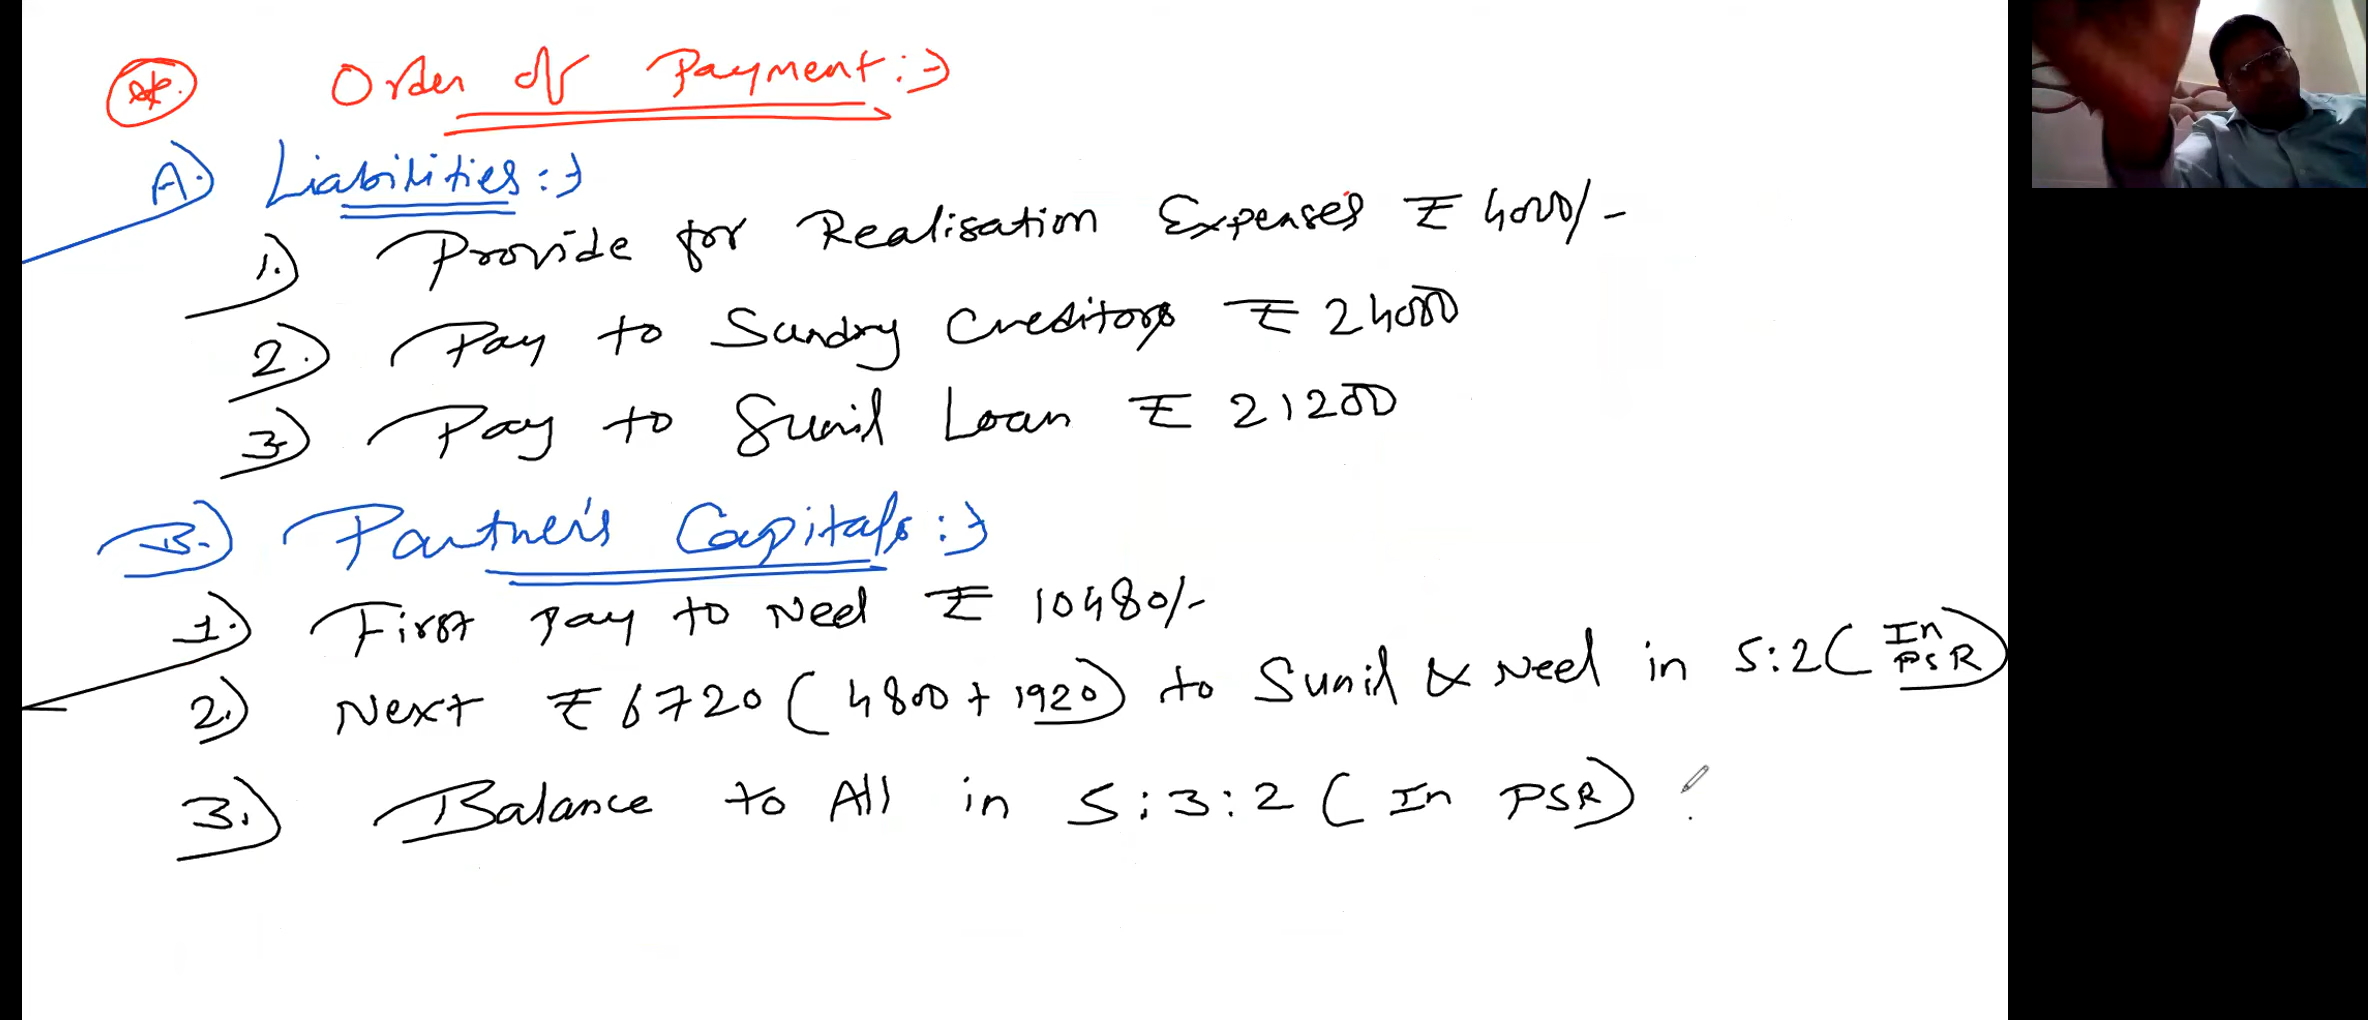 * Order of Payment :→
A.) Liabilities :→
1.) Provide for Realisation Expenses ₹ 4000/-
2.) Pay to Sundry Creditors ₹ 24000
3.) Pay to Sunil Loan ₹ 21200
B.) Partner's Capitals :→
1.) First pay to Neel ₹ 10480/-
2.) Next ₹ 6720 (4800 + 1920) to Sunil & Neel in 5:2 (In PSR)
3.) Balance to All in 5:3:2 (In PSR)